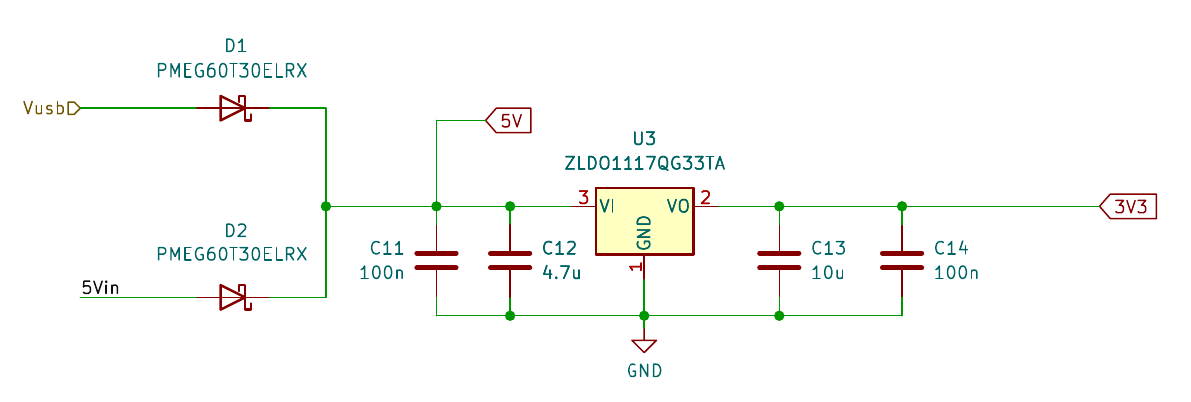 D1
PMEG60T30ELRX
Vusb
5V
U3
ZLDO1117QG33TA
3
VI
VO
2
3V3
GND
1
D2
PMEG60T30ELRX
5Vin
C11
100n
C12
4.7u
C13
10u
C14
100n
GND